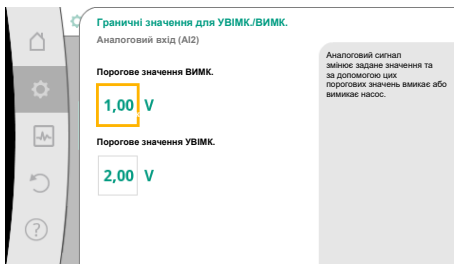 Граничні значення для УВІМК./ВИМК.
Аналоговий вхід (AI2)
Порогове значення ВИМК.
1,00 V
Порогове значення УВІМК.
2,00 V
Аналоговий сигнал
змінює задане значення та
за допомогою цих
порогових значень вмикає або
вимикає насос.
?